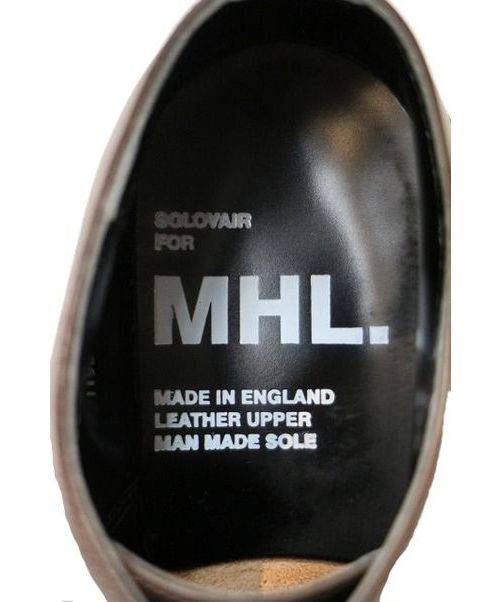 SOLOVAIR
FOR
MHL.
MADE IN ENGLAND
LEATHER UPPER
MAN MADE SOLE